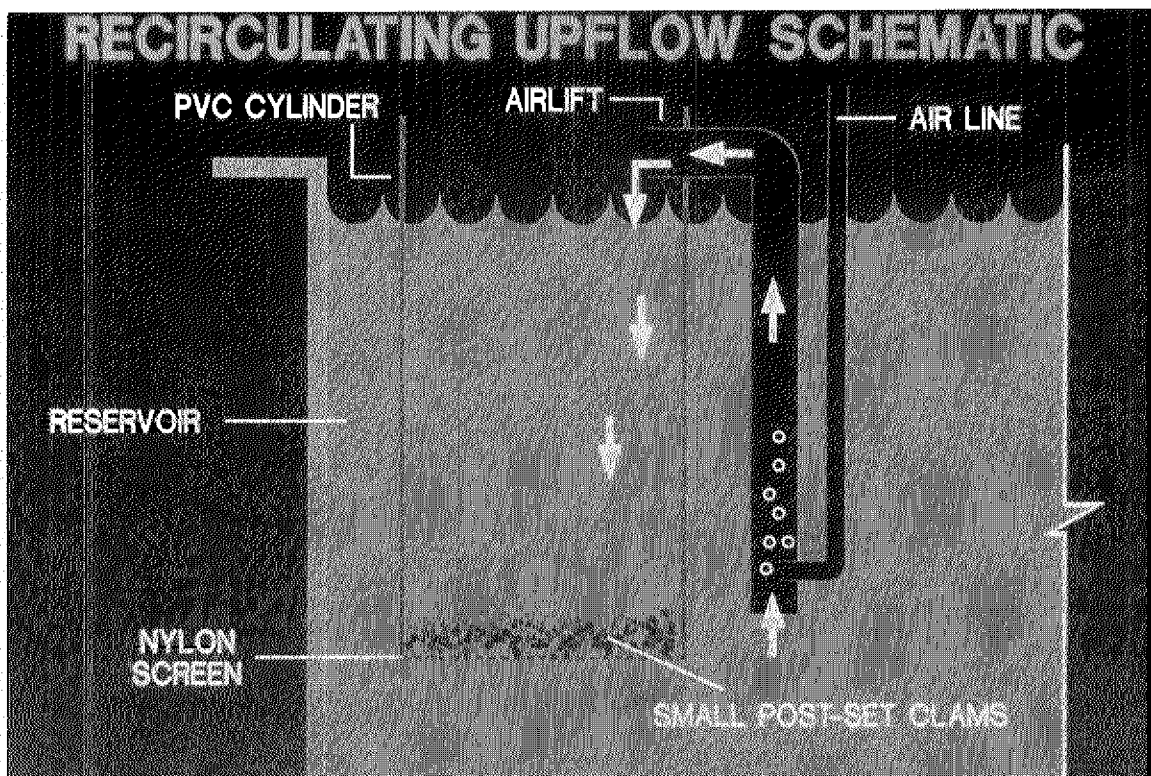 RECIRCULATING UPFLOW SCHEMATIC
PVC CYLINDER
AIRLIFT
AIR LINE
RESERVOIR
NYLON
SCREEN
SMALL POST-SET CLAMS